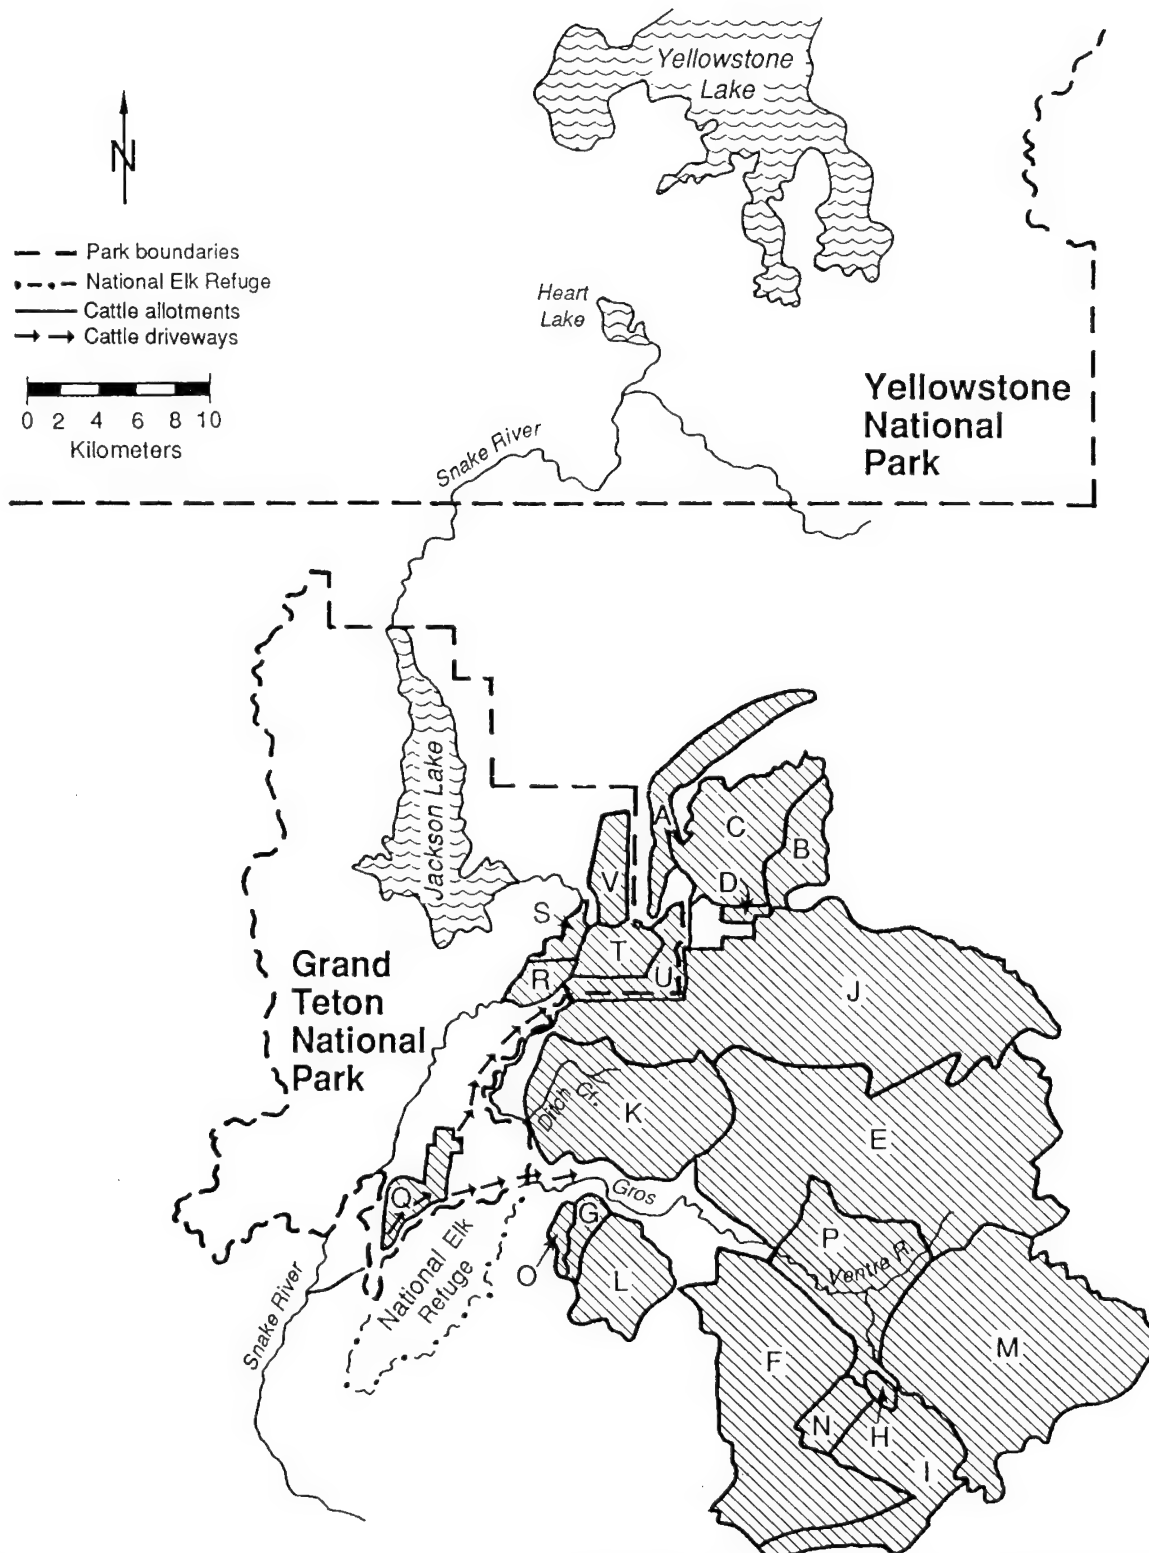 Yellowstone
Lake
N
Park boundaries
National Elk Refuge
Cattle allotments
Cattle driveways
0 2 4 6 8 10
Kilometers
Heart
Lake
Yellowstone
National
Park
Snake River
Jackson Lake
A
C
B
D
V
S
T
R
U
J
Grand
Teton
National
Park
Ditch Cr.
K
E
Q
Gros
G
P
Ventre R.
O
L
National Elk
Refuge
Snake River
F
M
N
H
I